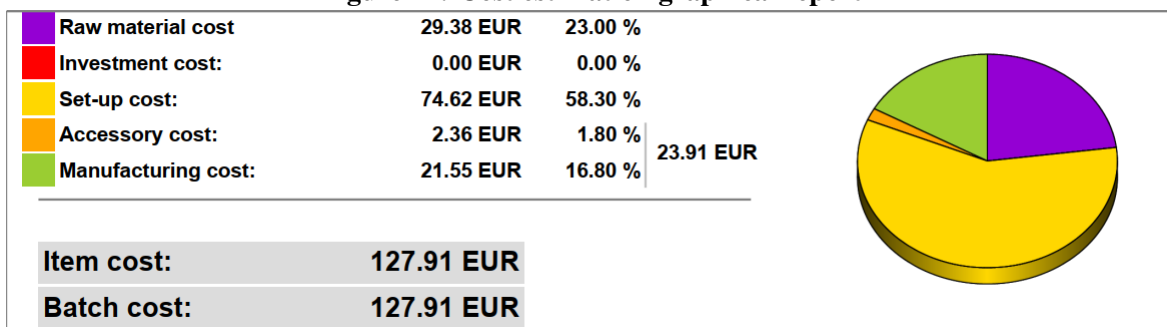 Raw material cost 29.38 EUR 23.00 %
Investment cost: 0.00 EUR 0.00 %
Set-up cost: 74.62 EUR 58.30 %
Accessory cost: 2.36 EUR 1.80 %
23.91 EUR
Manufacturing cost: 21.55 EUR 16.80 %
Item cost: 127.91 EUR
Batch cost: 127.91 EUR